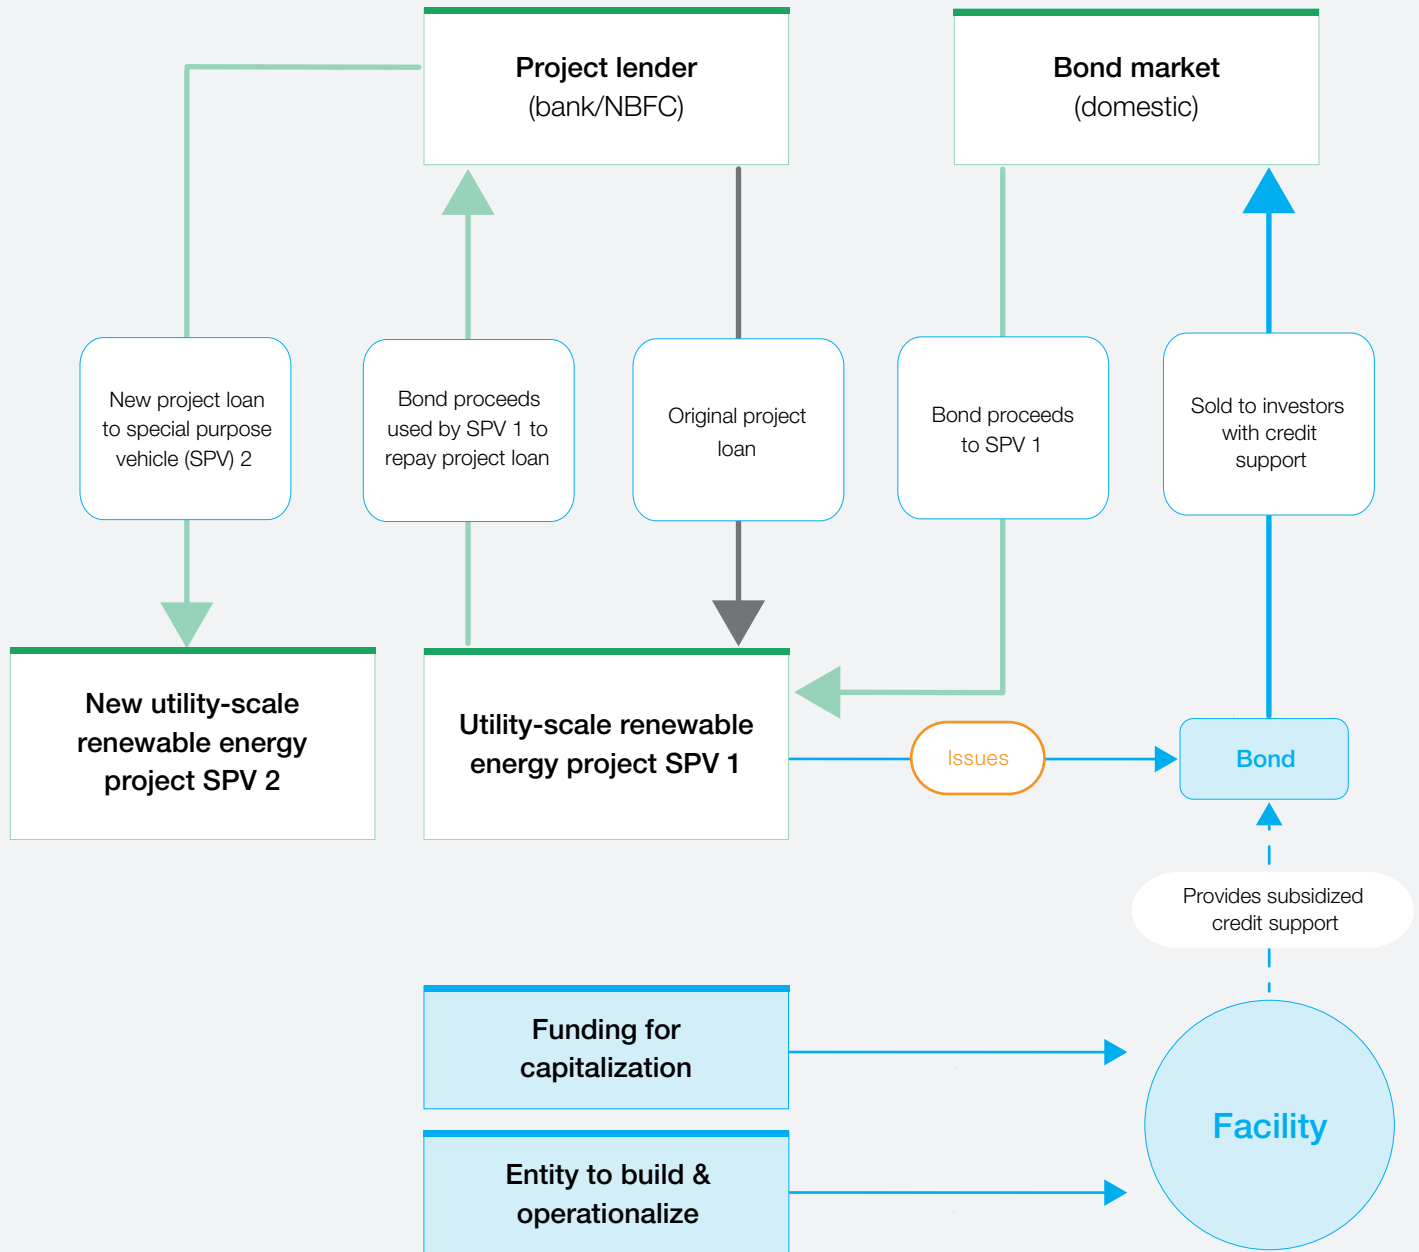 Project lender
(bank/NBFC)
Bond market
(domestic)
New project loan
to special purpose
vehicle (SPV) 2
Bond proceeds
used by SPV 1 to
repay project loan
Original project
loan
Bond proceeds
to SPV 1
Sold to investors
with credit
support
New utility-scale
renewable energy
project SPV 2
Utility-scale renewable
energy project SPV 1
Issues
Bond
Provides subsidized
credit support
Funding for
capitalization
Facility
Entity to build &
operationalize